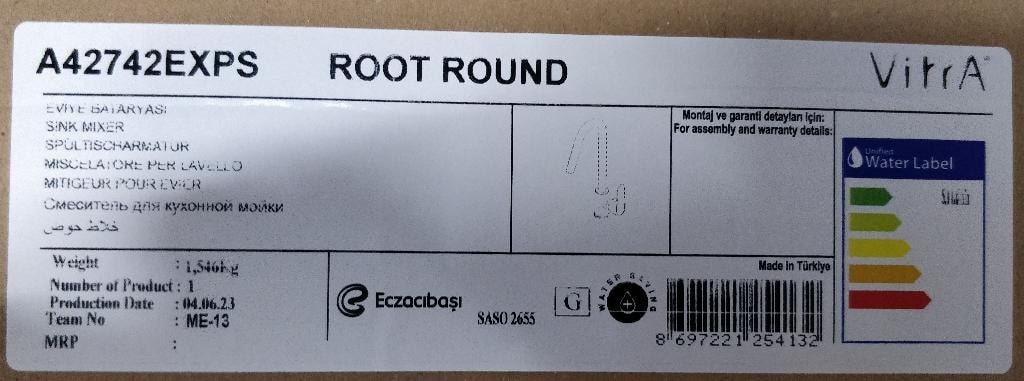 A42742EXPS ROOT ROUND VitrA
EVİYE BATARYASI
SINK MIXER
SPÜLTISCHARMATUR
MISCELATORE PER LAVELLO
MITIGEUR POUR EVIER
Смеситель для кухонной мойки
خلاط حوض
Montaj ve garanti detayları için:
For assembly and warranty details:
Unified
Water Label
Weight : 1,546Kg
Number of Product : 1
Production Date : 04.06.23
Team No : ME-13
MRP :
Eczacıbaşı
SASO 2655
G
WATER SAVING
Made in Türkiye
8 697221 254132